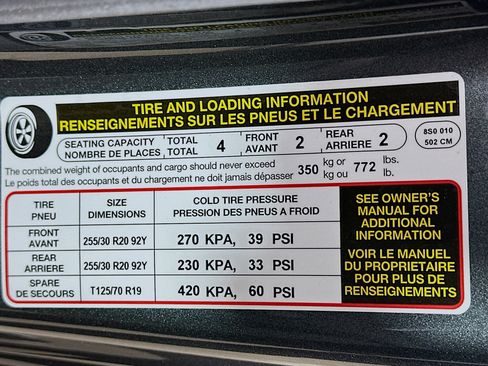 TIRE AND LOADING INFORMATION
RENSEIGNEMENTS SUR LES PNEUS ET LE CHARGEMENT
SEATING CAPACITY TOTAL 4 FRONT 2 REAR 2
NOMBRE DE PLACES TOTAL AVANT ARRIERE
8S0 010
502 CM
The combined weight of occupants and cargo should never exceed 350 kg or 772 lbs.
Le poids total des occupants et du chargement ne doit jamais dépasser kg ou lb.
TIRE SIZE COLD TIRE PRESSURE
PNEU DIMENSIONS PRESSION DES PNEUS A FROID
FRONT
AVANT 255/30 R20 92Y 270 KPA, 39 PSI
REAR
ARRIERE 255/30 R20 92Y 230 KPA, 33 PSI
SPARE
DE SECOURS T125/70 R19 420 KPA, 60 PSI
SEE OWNER'S
MANUAL FOR
ADDITIONAL
INFORMATION
VOIR LE MANUEL
DU PROPRIETAIRE
POUR PLUS DE
RENSEIGNEMENTS